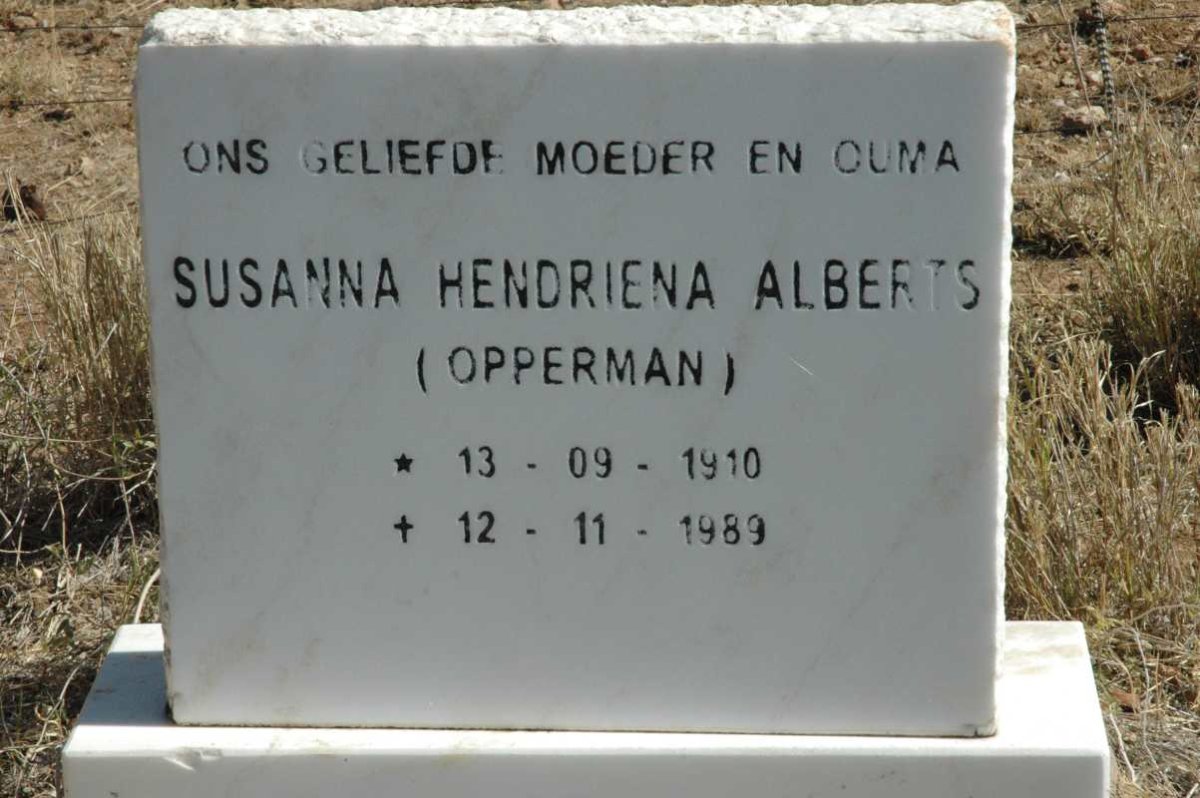 ONS GELIEFDE MOEDER EN OUMA
SUSANNA HENDRIENA ALBERTS
(OPPERMAN)
★ 13 - 09 - 1910
✝ 12 - 11 - 1989